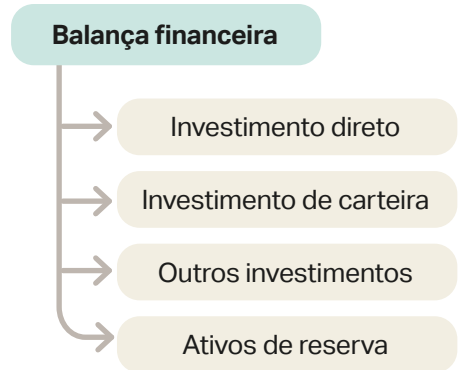 Balança financeira
Investimento direto
Investimento de carteira
Outros investimentos
Ativos de reserva